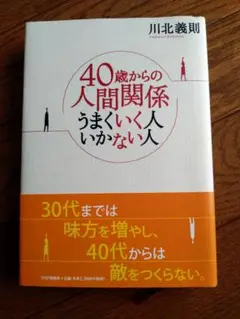 川北義則
40歳からの
人間関係
うまくいく人
いかない人
30代までは
味方を増やし、
40代からは
敵をつくらない。